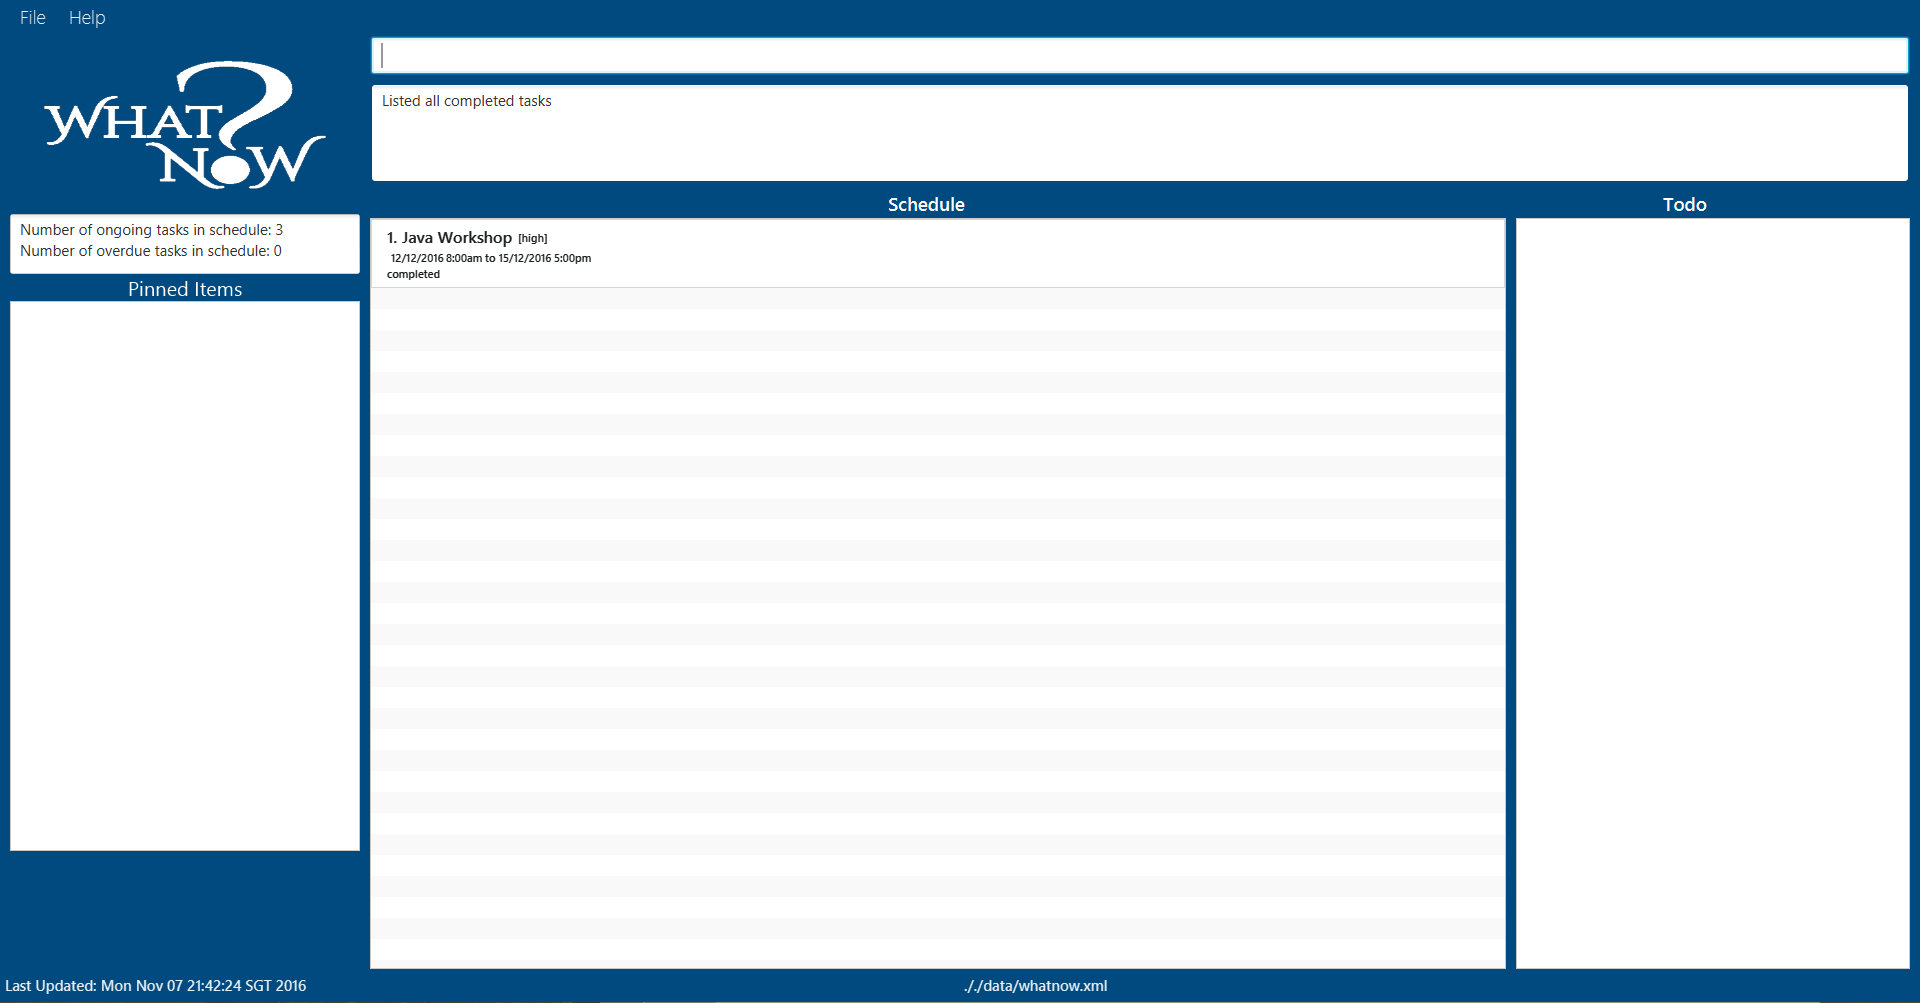 File Help
WHAT?
NOW
Listed all completed tasks
Number of ongoing tasks in schedule: 3
Number of overdue tasks in schedule: 0
Pinned Items
Schedule
1. Java Workshop [high]
12/12/2016 8:00am to 15/12/2016 5:00pm
completed
Todo
Last Updated: Mon Nov 07 21:42:24 SGT 2016
././data/whatnow.xml